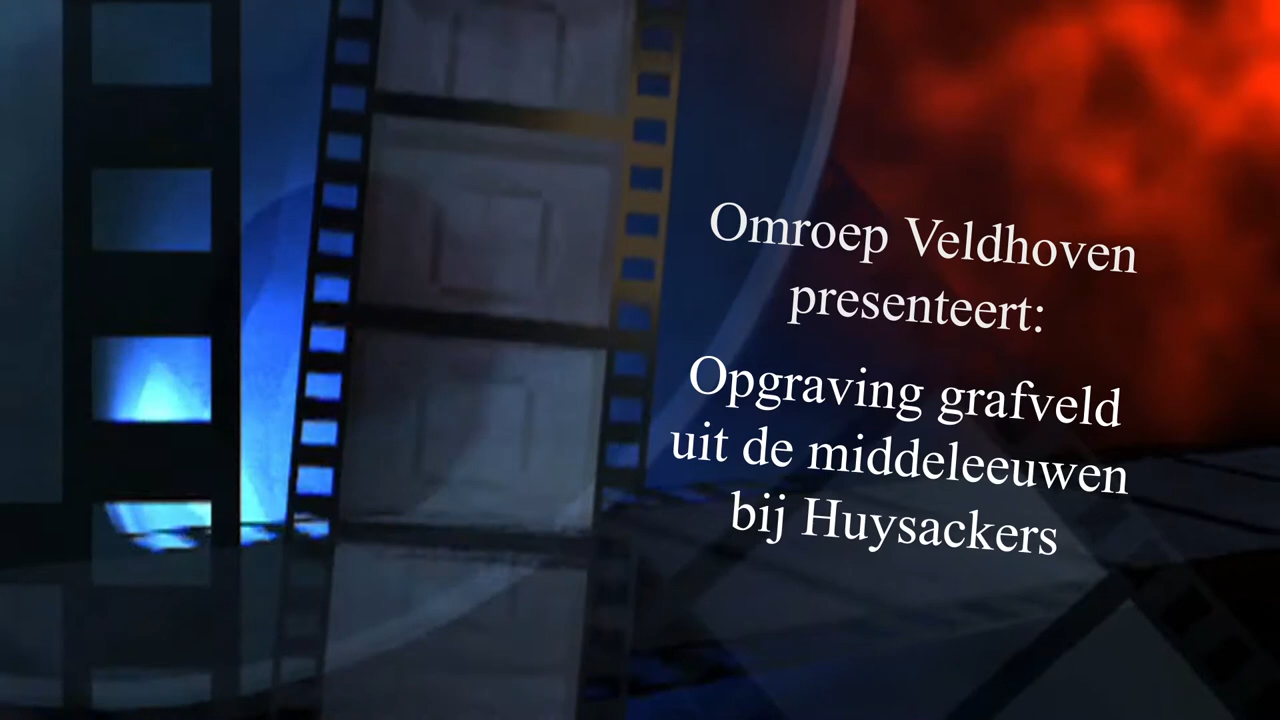 Omroep Veldhoven
presenteert:
Opgraving grafveld
uit de middeleeuwen
bij Huysackers